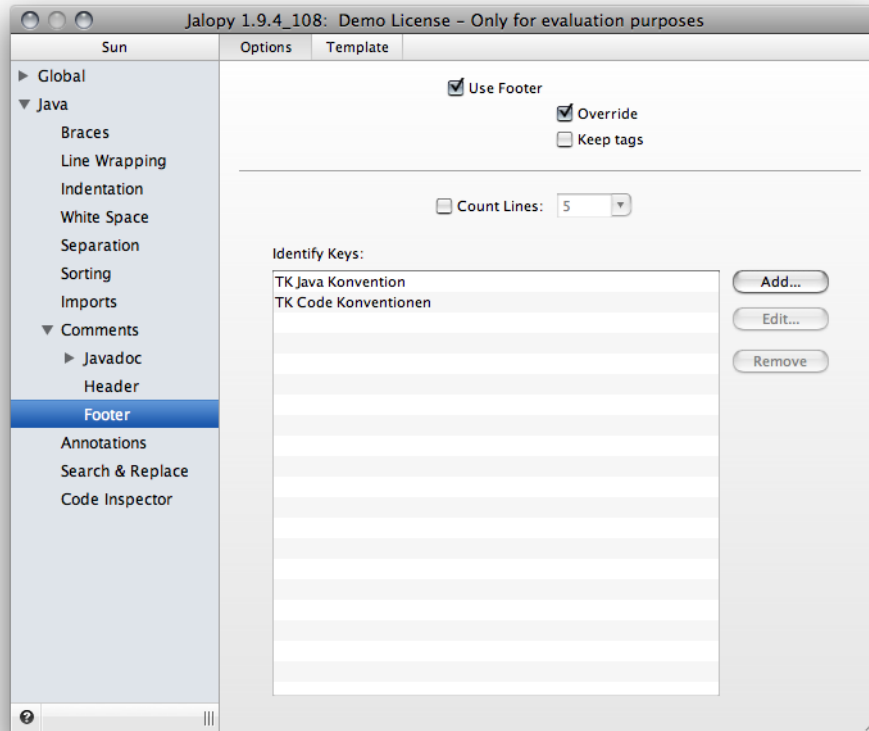 Jalopy 1.9.4_108:  Demo License – Only for evaluation purposes
Sun
Options
Template
Global
Java
Braces
Line Wrapping
Indentation
White Space
Separation
Sorting
Imports
Comments
Javadoc
Header
Footer
Annotations
Search & Replace
Code Inspector
Use Footer
Override
Keep tags
Count Lines: 5
Identify Keys:
TK Java Konvention
TK Code Konventionen
Add...
Edit...
Remove
?